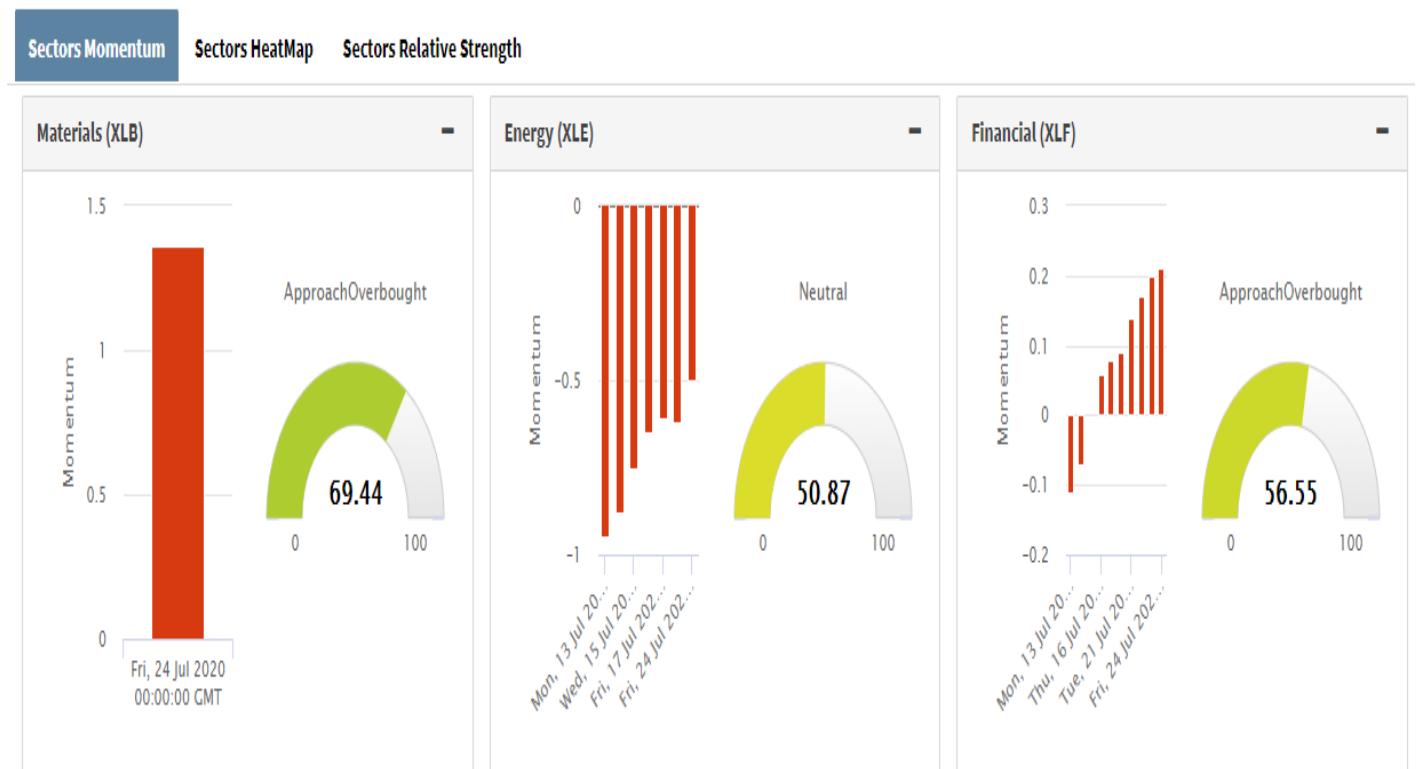 Sectors Momentum
Sectors HeatMap
Sectors Relative Strength
Materials (XLB)
1.5
1
0.5
0
Momentum
Fri, 24 Jul 2020
00:00:00 GMT
ApproachOverbought
69.44
0
100
Energy (XLE)
0
-0.5
-1
Momentum
Mon, 13 Jul 20...
Wed, 15 Jul 20...
Fri, 17 Jul 202...
Fri, 24 Jul 202...
Neutral
50.87
0
100
Financial (XLF)
0.3
0.2
0.1
0
-0.1
-0.2
Momentum
Mon, 13 Jul 20...
Thu, 16 Jul 20...
Tue, 21 Jul 20...
Fri, 24 Jul 202...
ApproachOverbought
56.55
0
100